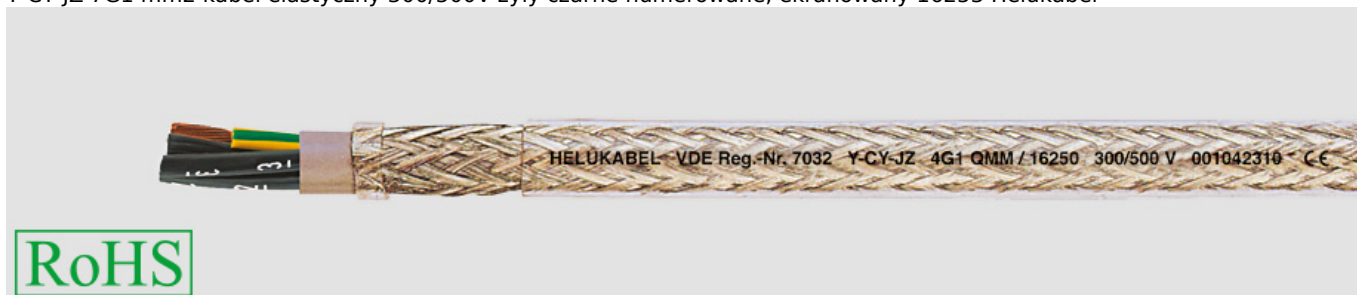 Y-CY-JZ 7G1 mm2 kabel elastyczny 300/500V żyły czarne numerowane, ekranowany 16253 Helukabel
HELUKABEL VDE Reg.-Nr. 7032 Y-CY-JZ 4G1 QMM / 16250 300/500 V 001042310 CE
3
RoHS